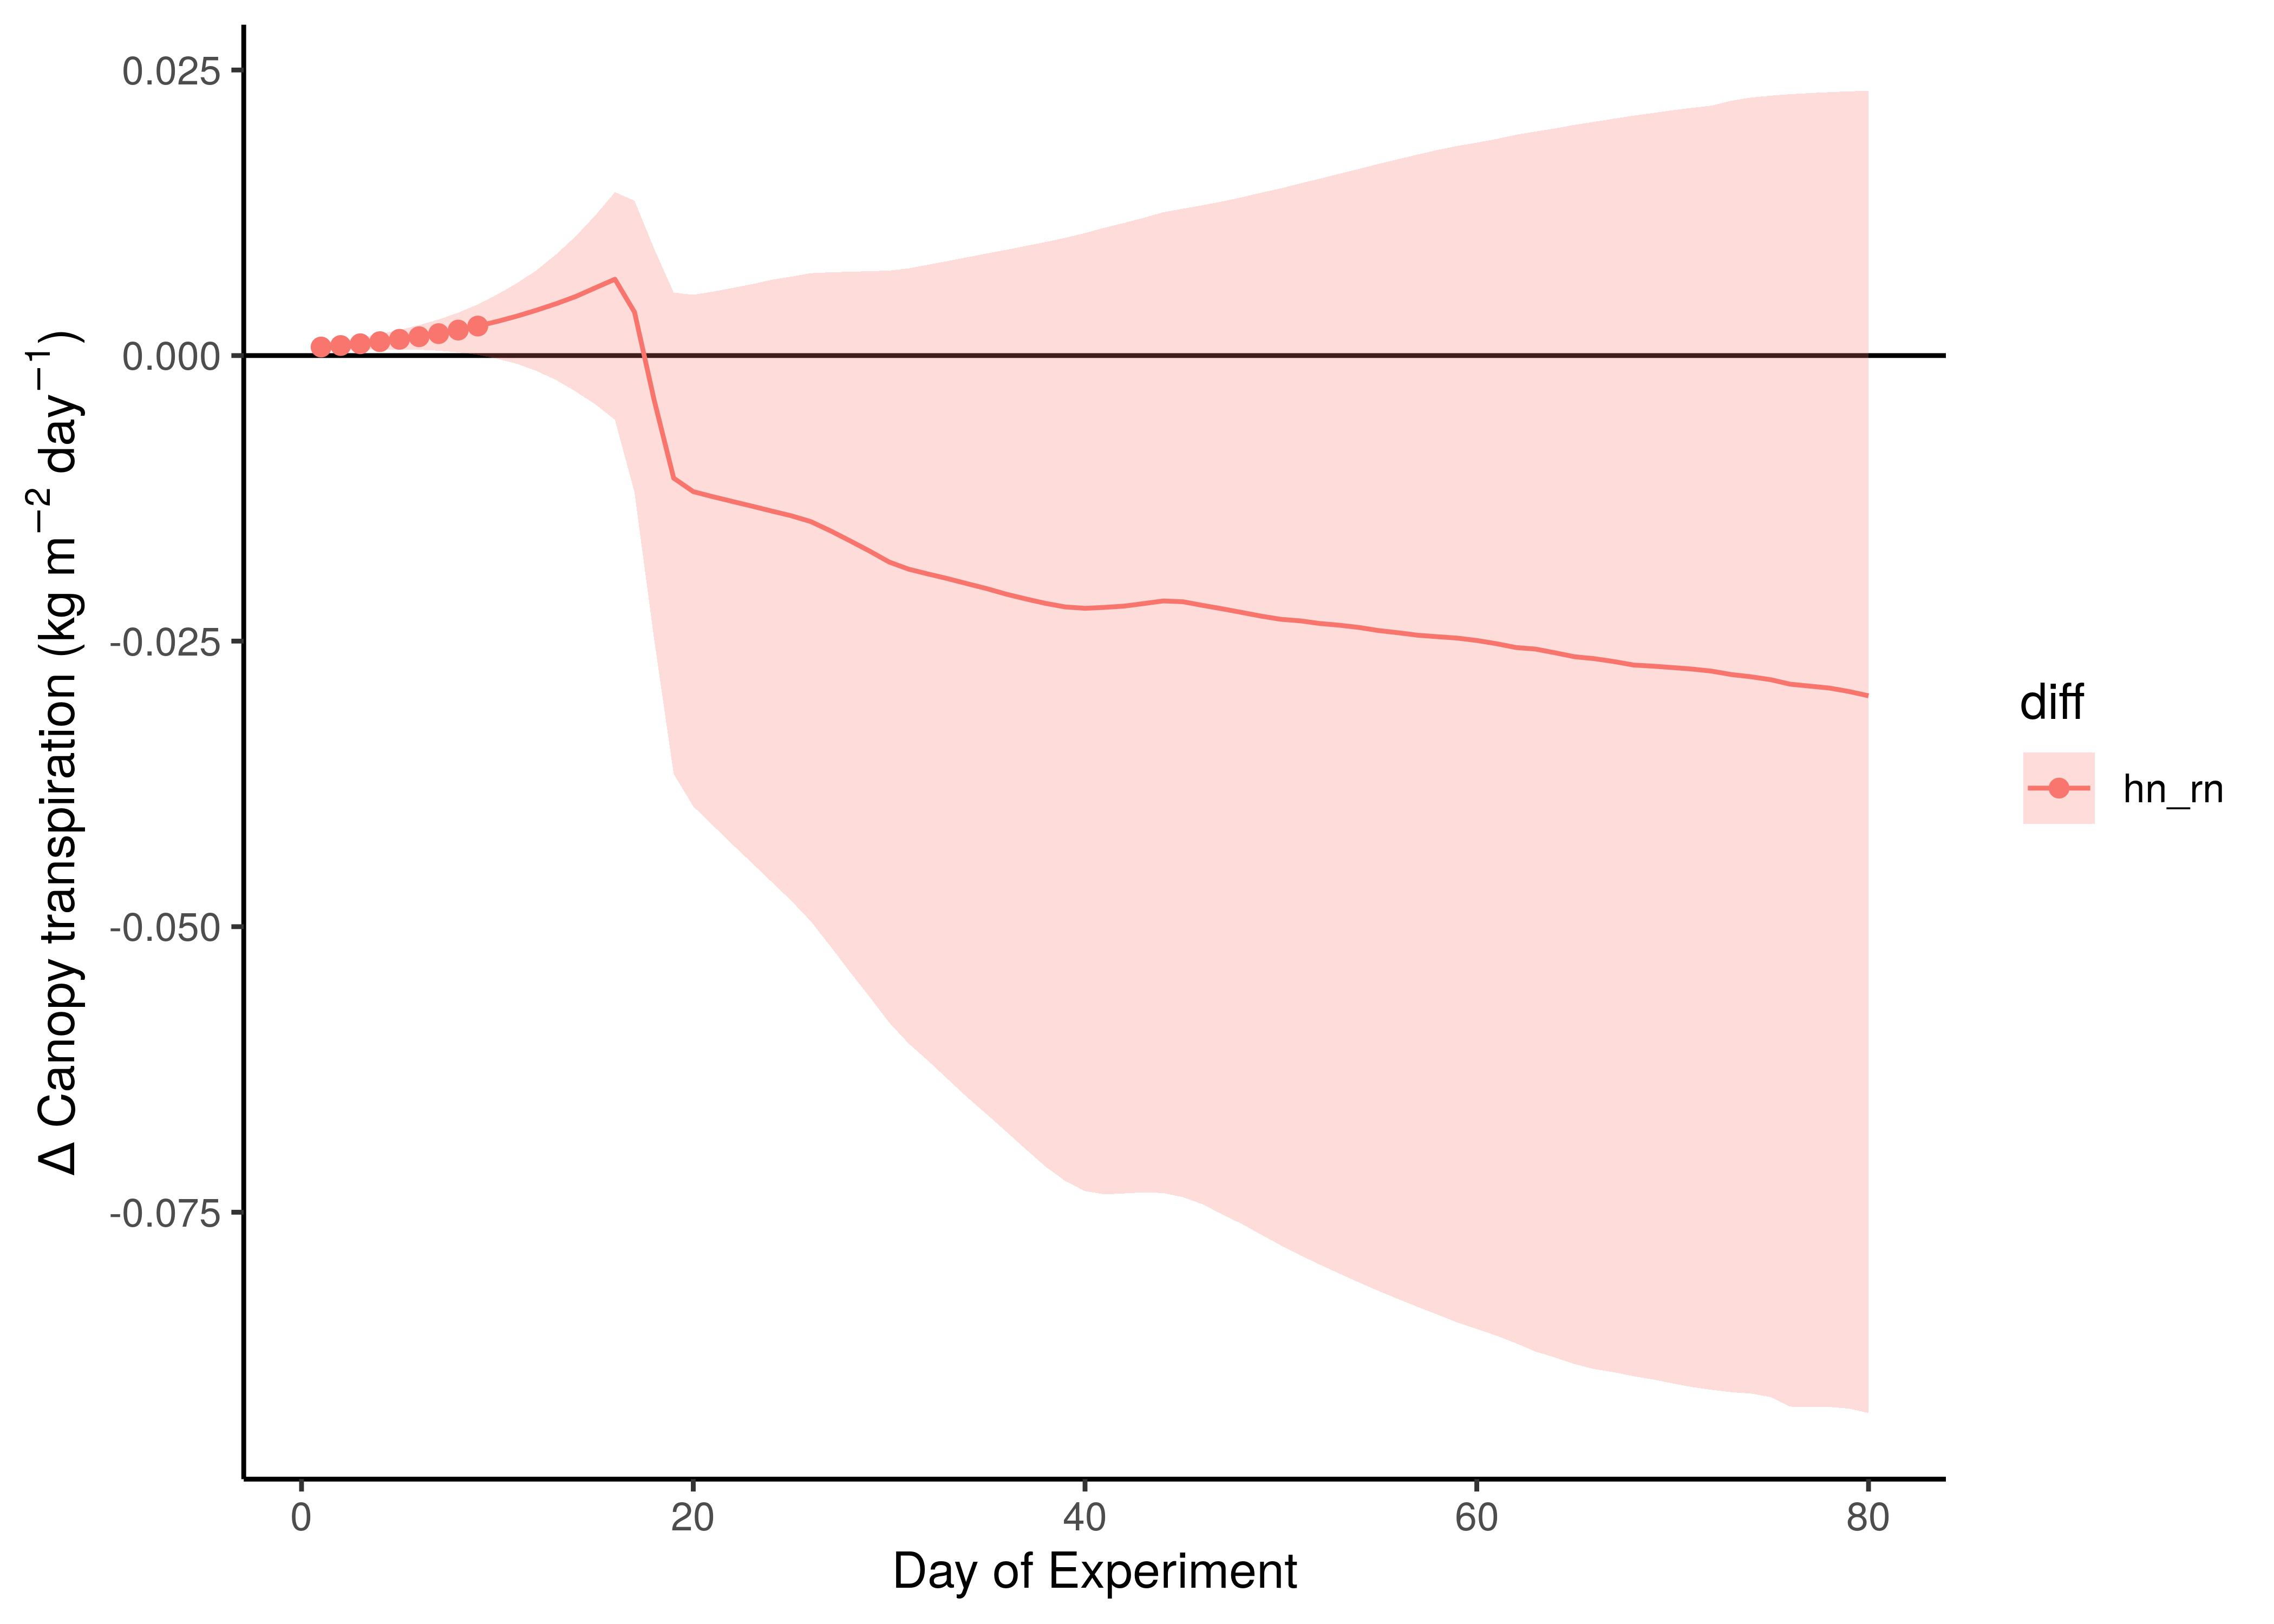 Δ Canopy transpiration (kg m⁻² day⁻¹)
0.025
0.000
-0.025
-0.050
-0.075
0 20 40 60 80
Day of Experiment
diff
hn_rn